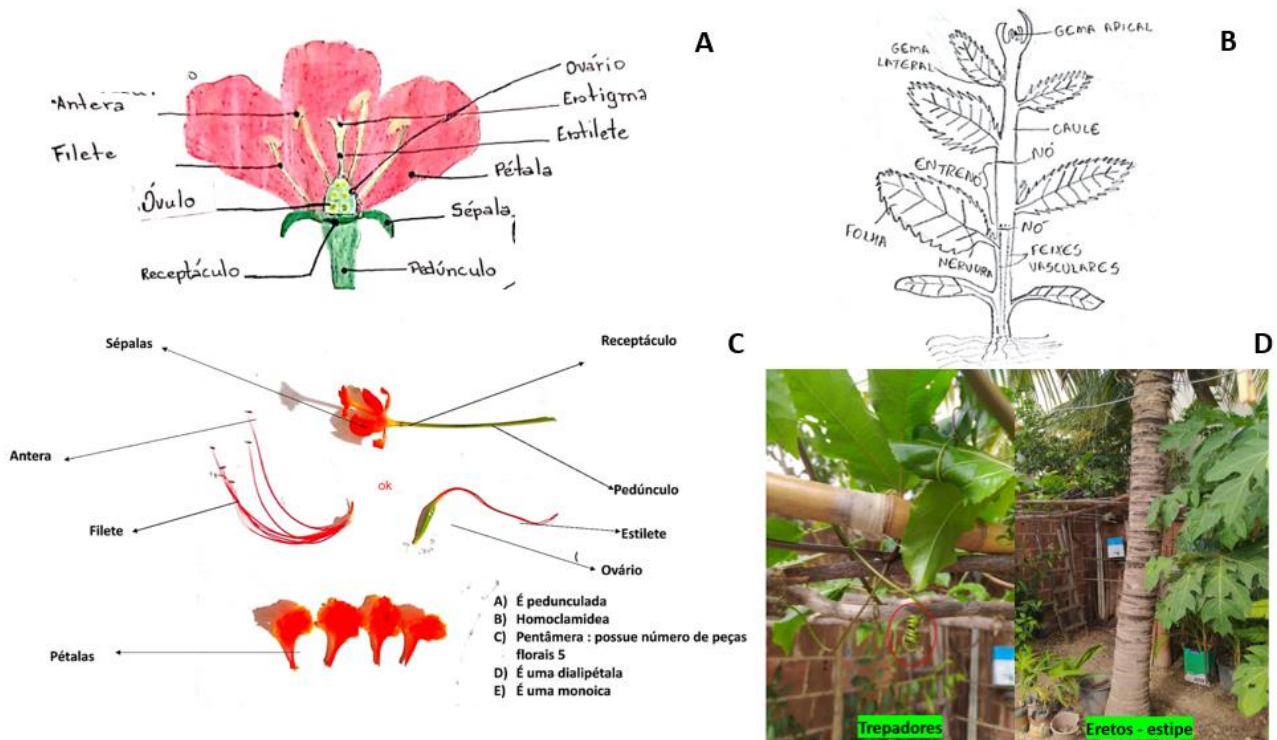 A
Ovário
Erotigma
Erotilete
Pétala
Sépala
Pedúnculo
Antera
Filete
Óvulo
Receptáculo
B
GEMA APICAL
GEMA
LATERAL
CAULE
NÓ
ENTRENÓ
NÓ
FOLHA
NERVURA
FEIXES
VASCULARES
C
Sépalas
Receptáculo
Antera
ok
Pedúnculo
Filete
Estilete
Ovário
Pétalas
A) É pedunculada
B) Homoclamidea
C) Pentâmera : possue número de peças
florais 5
D) É uma dialipétala
E) É uma monoica
D
Trepadores
Eretos - estipe